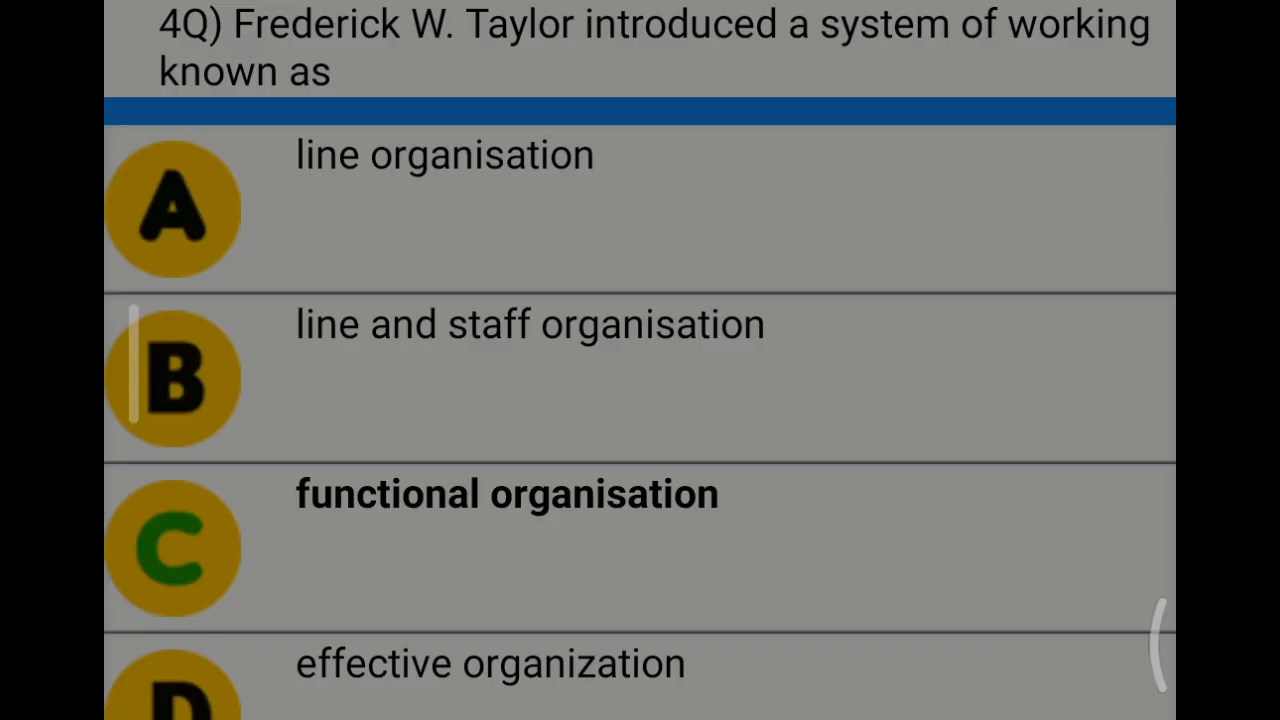 4Q) Frederick W. Taylor introduced a system of working
known as
A
line organisation
B
line and staff organisation
C
functional organisation
D
effective organization